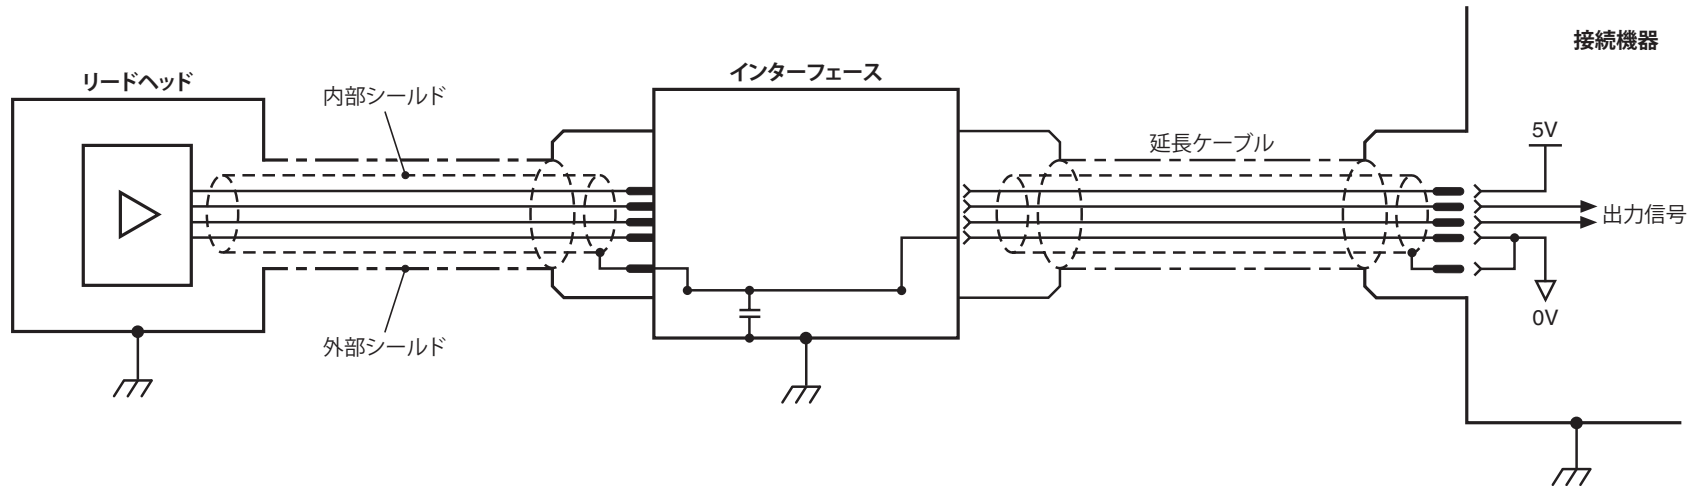 接続機器
リードヘッド
インターフェース
内部シールド
延長ケーブル
5V
出力信号
0V
外部シールド